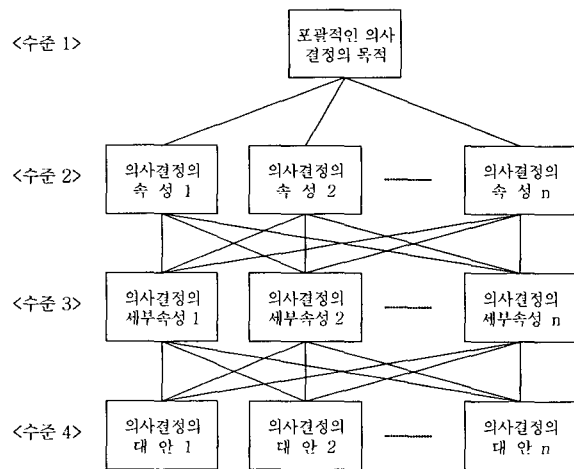 <수준 1>
포괄적인 의사
결정의 목적
<수준 2>
의사결정의
속 성 1
의사결정의
속 성 2
의사결정의
속 성 n
<수준 3>
의사결정의
세부속성 1
의사결정의
세부속성 2
의사결정의
세부속성 n
<수준 4>
의사결정의
대 안 1
의사결정의
대 안 2
의사결정의
대 안 n